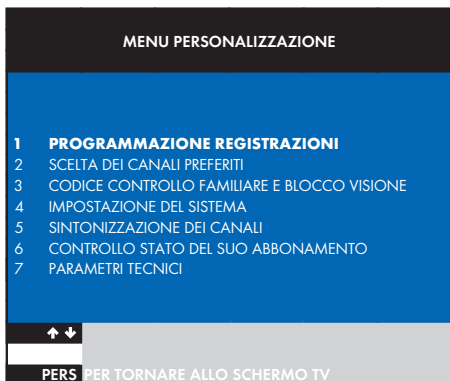 MENU PERSONALIZZAZIONE
1 PROGRAMMAZIONE REGISTRAZIONI
2 SCELTA DEI CANALI PREFERITI
3 CODICE CONTROLLO FAMILIARE E BLOCCO VISIONE
4 IMPOSTAZIONE DEL SISTEMA
5 SINTONIZZAZIONE DEI CANALI
6 CONTROLLO STATO DEL SUO ABBONAMENTO
7 PARAMETRI TECNICI
↑ ↓
PERS PER TORNARE ALLO SCHERMO TV